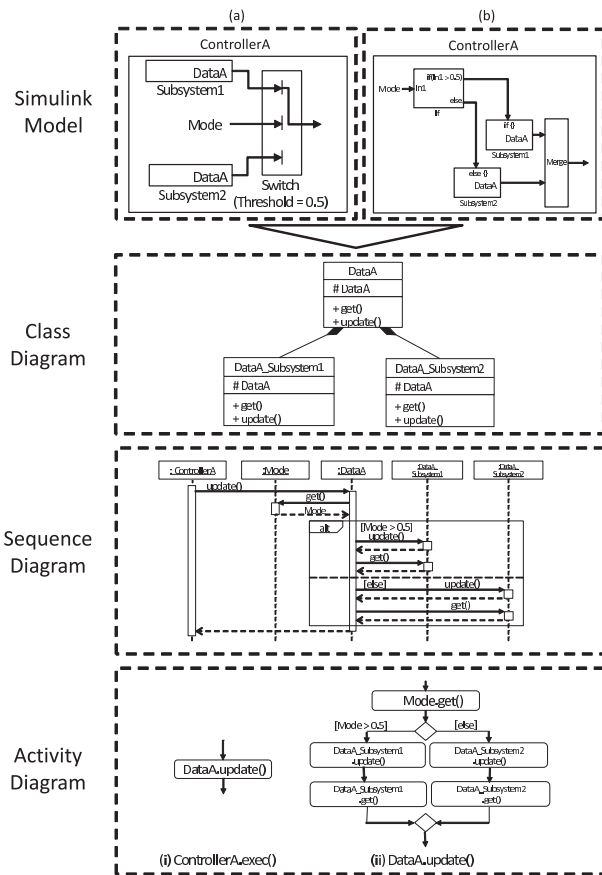 (a)
(b)
Simulink
Model
ControllerA
DataA
Subsystem1
Mode
DataA
Subsystem2
Switch
(Threshold = 0.5)
ControllerA
Mode
In1
if(In1 > 0.5)
else
If
if {}
DataA
Subsystem1
else {}
DataA
Subsystem2
Merge
Class
Diagram
DataA
# DataA
+ get()
+ update()
DataA_Subsystem1
# DataA
+ get()
+ update()
DataA_Subsystem2
# DataA
+ get()
+ update()
Sequence
Diagram
: ControllerA
:Mode
:DataA
:DataA_
Subsystem1
:DataA_
Subsystem2
update()
get()
Mode
alt
[Mode > 0.5]
update()
get()
[else]
update()
get()
Activity
Diagram
DataA.update()
(i) ControllerA.exec()
Mode.get()
[Mode > 0.5]
[else]
DataA_Subsystem1
.update()
DataA_Subsystem2
.update()
DataA_Subsystem1
.get()
DataA_Subsystem2
.get()
(ii) DataA.update()